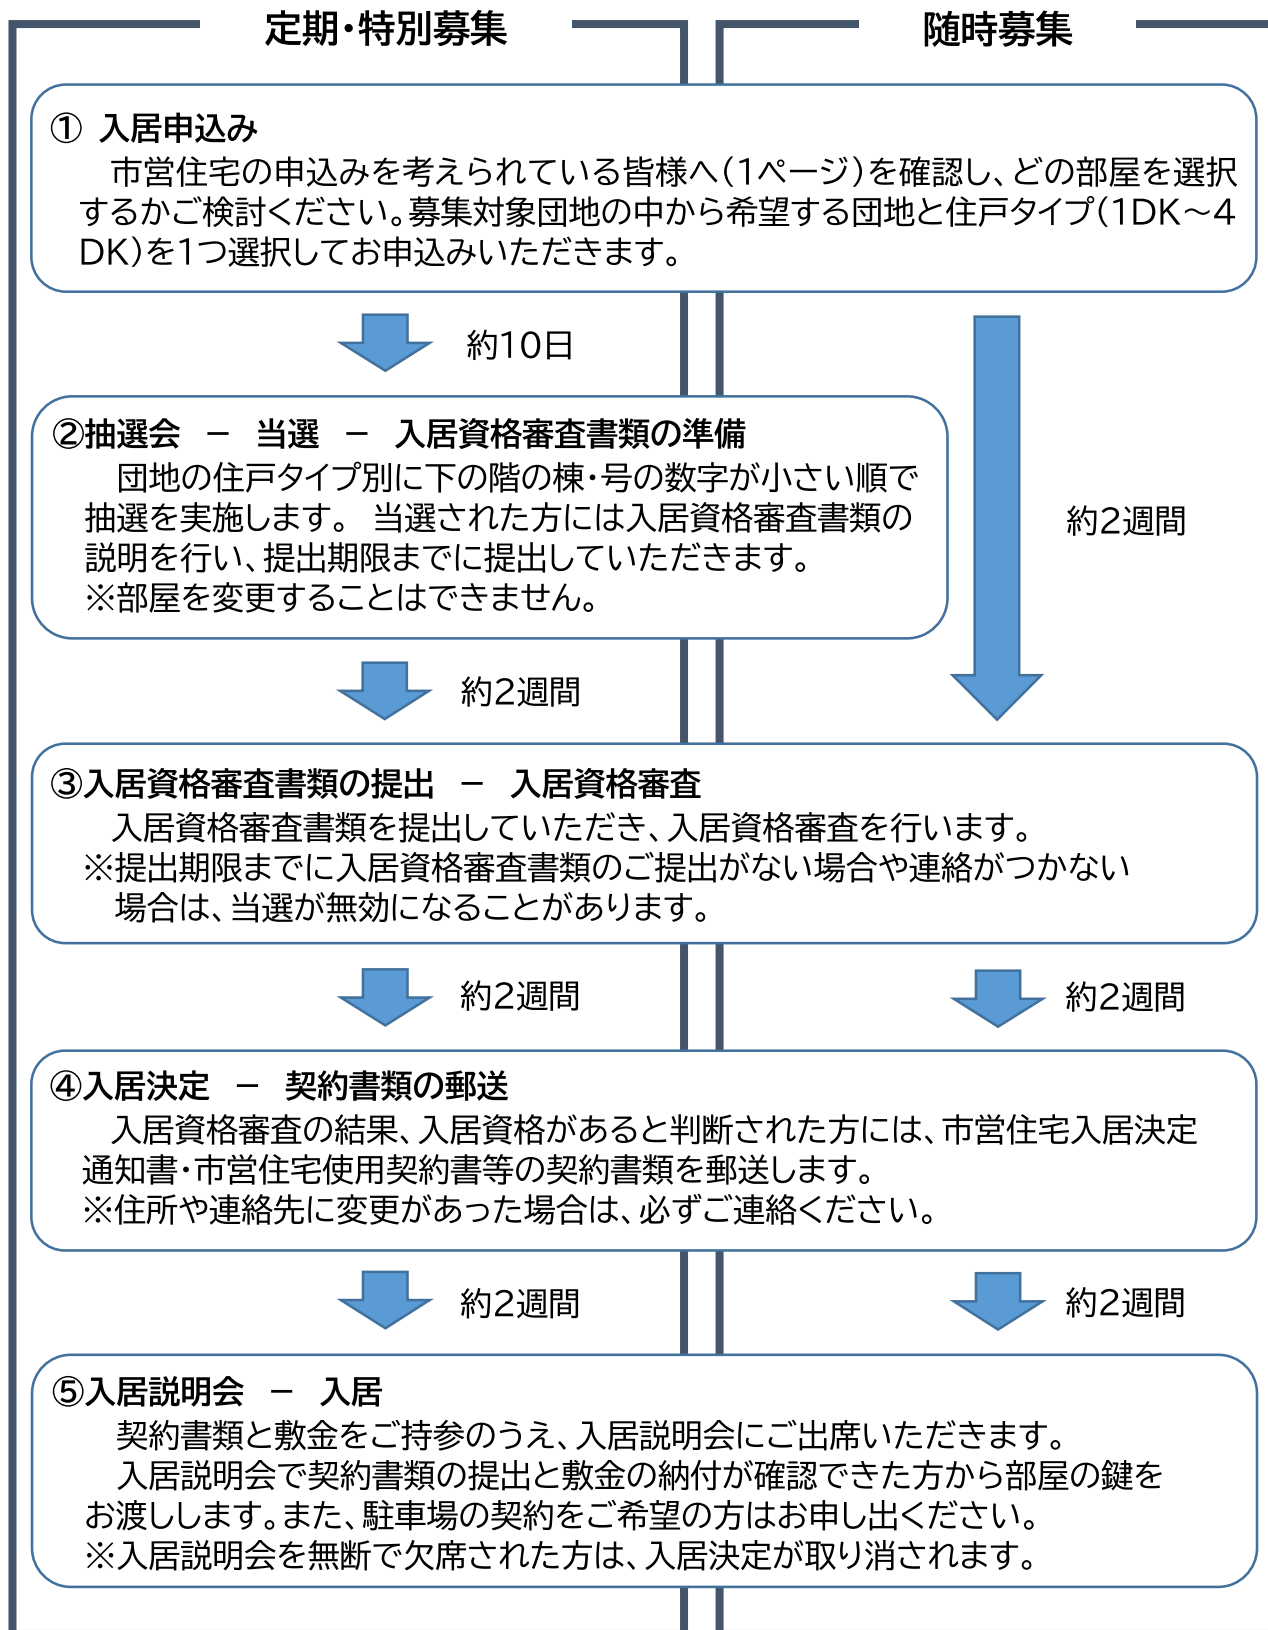 定期・特別募集
随時募集
① 入居申込み
市営住宅の申込みを考えられている皆様へ（1ページ）を確認し、どの部屋を選択
するかご検討ください。募集対象団地の中から希望する団地と住戸タイプ（1DK～4
DK）を1つ選択してお申込みいただきます。
約10日
②抽選会 － 当選 － 入居資格審査書類の準備
団地の住戸タイプ別に下の階の棟・号の数字が小さい順で
抽選を実施します。 当選された方には入居資格審査書類の
説明を行い、提出期限までに提出していただきます。
※部屋を変更することはできません。
約2週間
約2週間
③入居資格審査書類の提出 － 入居資格審査
入居資格審査書類を提出していただき、入居資格審査を行います。
※提出期限までに入居資格審査書類のご提出がない場合や連絡がつかない
場合は、当選が無効になることがあります。
約2週間
約2週間
④入居決定 － 契約書類の郵送
入居資格審査の結果、入居資格があると判断された方には、市営住宅入居決定
通知書・市営住宅使用契約書等の契約書類を郵送します。
※住所や連絡先に変更があった場合は、必ずご連絡ください。
約2週間
約2週間
⑤入居説明会 － 入居
契約書類と敷金をご持参のうえ、入居説明会にご出席いただきます。
入居説明会で契約書類の提出と敷金の納付が確認できた方から部屋の鍵を
お渡しします。また、駐車場の契約をご希望の方はお申し出ください。
※入居説明会を無断で欠席された方は、入居決定が取り消されます。